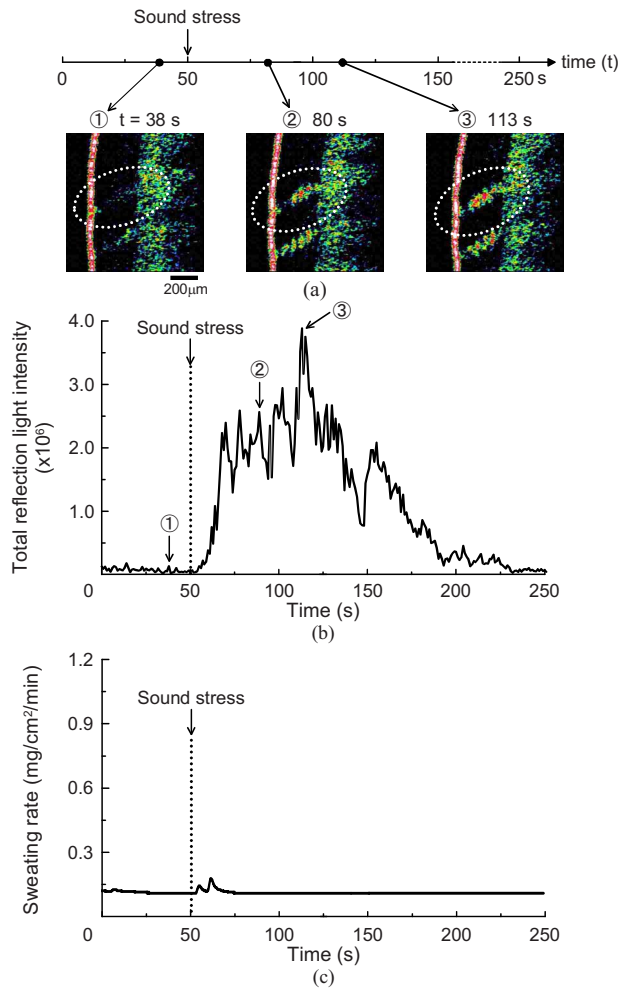 Sound stress
time (t)
0 50 100 150 250 s
① t = 38 s ② 80 s ③ 113 s
200μm
(a)
Sound stress
③
②
①
Total reflection light intensity
(x10⁶)
4.0
3.0
2.0
1.0
0
0 50 100 150 200 250
Time (s)
(b)
Sound stress
Sweating rate (mg/cm²/min)
1.2
0.9
0.6
0.3
0
0 50 100 150 200 250
Time (s)
(c)